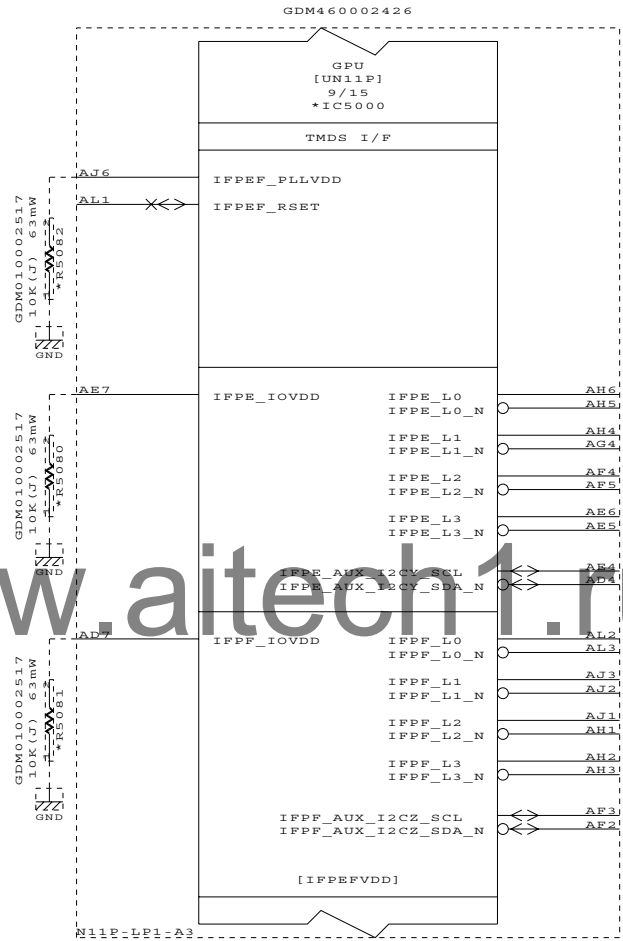 GDM460002426
GPU
[UN11P]
9/15
*IC5000
TMDS I/F
AJ6 IFPEF_PLLVDD
AL1 IFPEF_RSET
GDM010002517
10K(J) 63mW
*R5082
GND
AE7 IFPE_IOVDD IFPE_L0 AH6
IFPE_L0_N AH5
IFPE_L1 AH4
IFPE_L1_N AG4
IFPE_L2 AF4
IFPE_L2_N AF5
IFPE_L3 AE6
IFPE_L3_N AE5
IFPE_AUX_I2CY_SCL AE4
IFPE_AUX_I2CY_SDA_N AD4
GDM010002517
10K(J) 63mW
*R5080
GND
w.aitech1.r
AD7 IFPF_IOVDD IFPF_L0 AL2
IFPF_L0_N AL3
IFPF_L1 AJ3
IFPF_L1_N AJ2
IFPF_L2 AJ1
IFPF_L2_N AH1
IFPF_L3 AH2
IFPF_L3_N AH3
IFPF_AUX_I2CZ_SCL AF3
IFPF_AUX_I2CZ_SDA_N AF2
GDM010002517
10K(J) 63mW
*R5081
GND
[IFPEFVDD]
N11P-LP1-A3